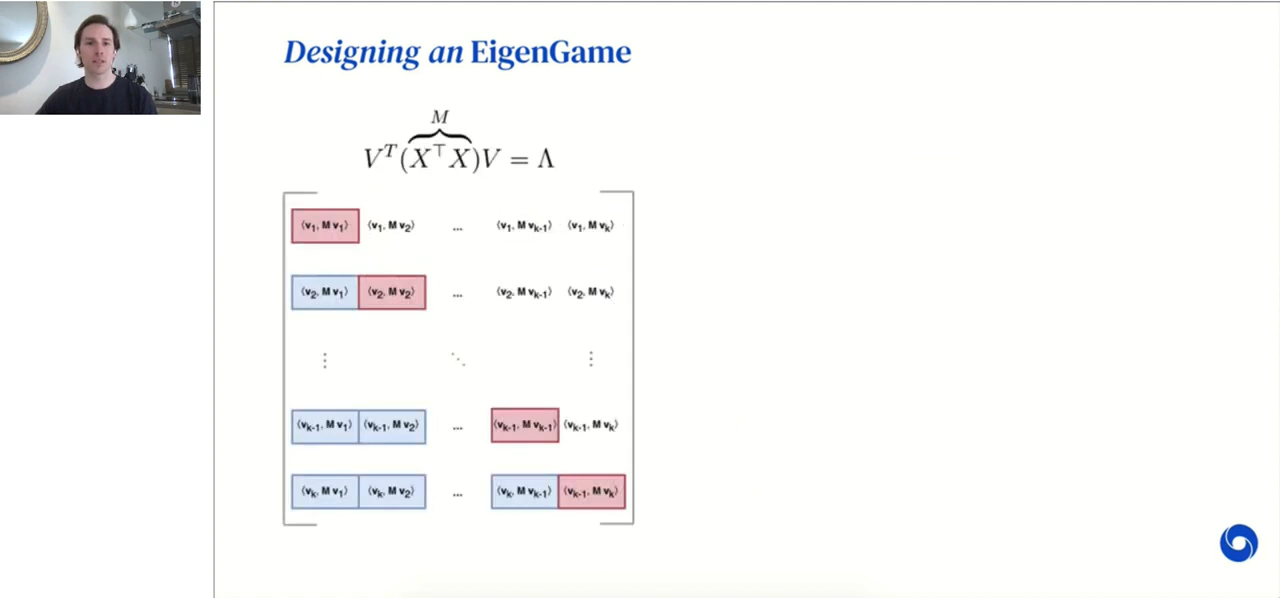 Designing an EigenGame
M
V^T(X^⊤X)V = Λ
⟨v₁, M v₁⟩ ⟨v₁, M v₂⟩ ... ⟨v₁, M vₖ₋₁⟩ ⟨v₁, M vₖ⟩
⟨v₂, M v₁⟩ ⟨v₂, M v₂⟩ ... ⟨v₂, M vₖ₋₁⟩ ⟨v₂, M vₖ⟩
⋮ ⋱ ⋮
⟨vₖ₋₁, M v₁⟩ ⟨vₖ₋₁, M v₂⟩ ... ⟨vₖ₋₁, M vₖ₋₁⟩ ⟨vₖ₋₁, M vₖ⟩
⟨vₖ, M v₁⟩ ⟨vₖ, M v₂⟩ ... ⟨vₖ, M vₖ₋₁⟩ ⟨vₖ₋₁, M vₖ⟩